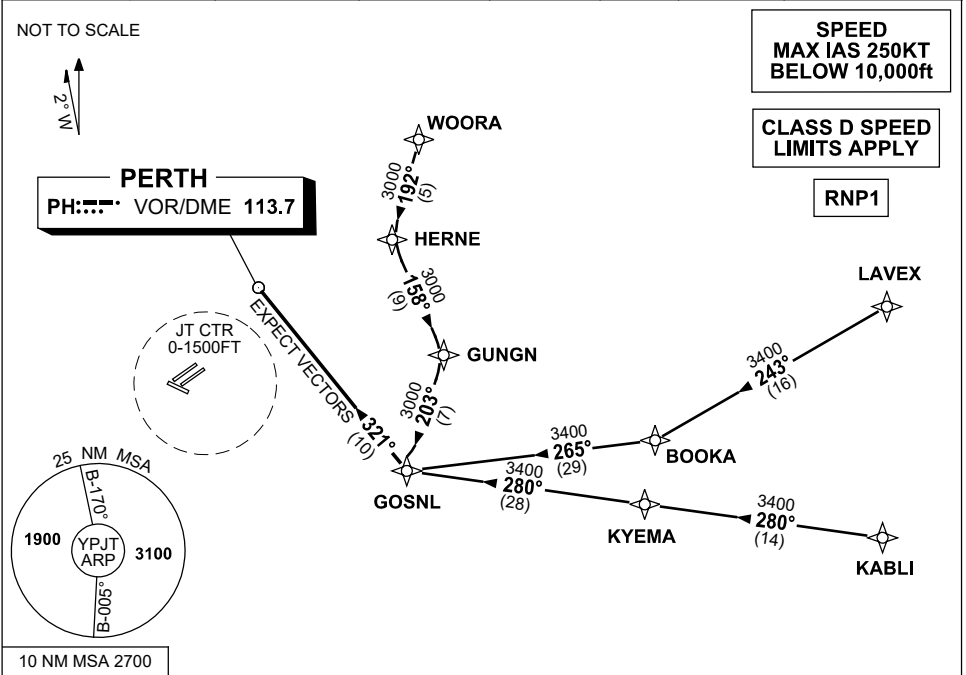 NOT TO SCALE
2° W
SPEED
MAX IAS 250KT
BELOW 10,000ft
CLASS D SPEED
LIMITS APPLY
RNP1
PERTH
PH VOR/DME 113.7
WOORA
3000
192°
(5)
HERNE
3000
158°
(9)
GUNGN
3000
203°
(7)
LAVEX
3400
243°
(16)
BOOKA
3400
265°
(29)
3400
280°
(28)
GOSNL
KYEMA
3400
280°
(14)
KABLI
EXPECT VECTORS
321°
(10)
JT CTR
0-1500FT
25 NM MSA
B-170°
1900
YPJT
ARP
3100
B-005°
10 NM MSA 2700